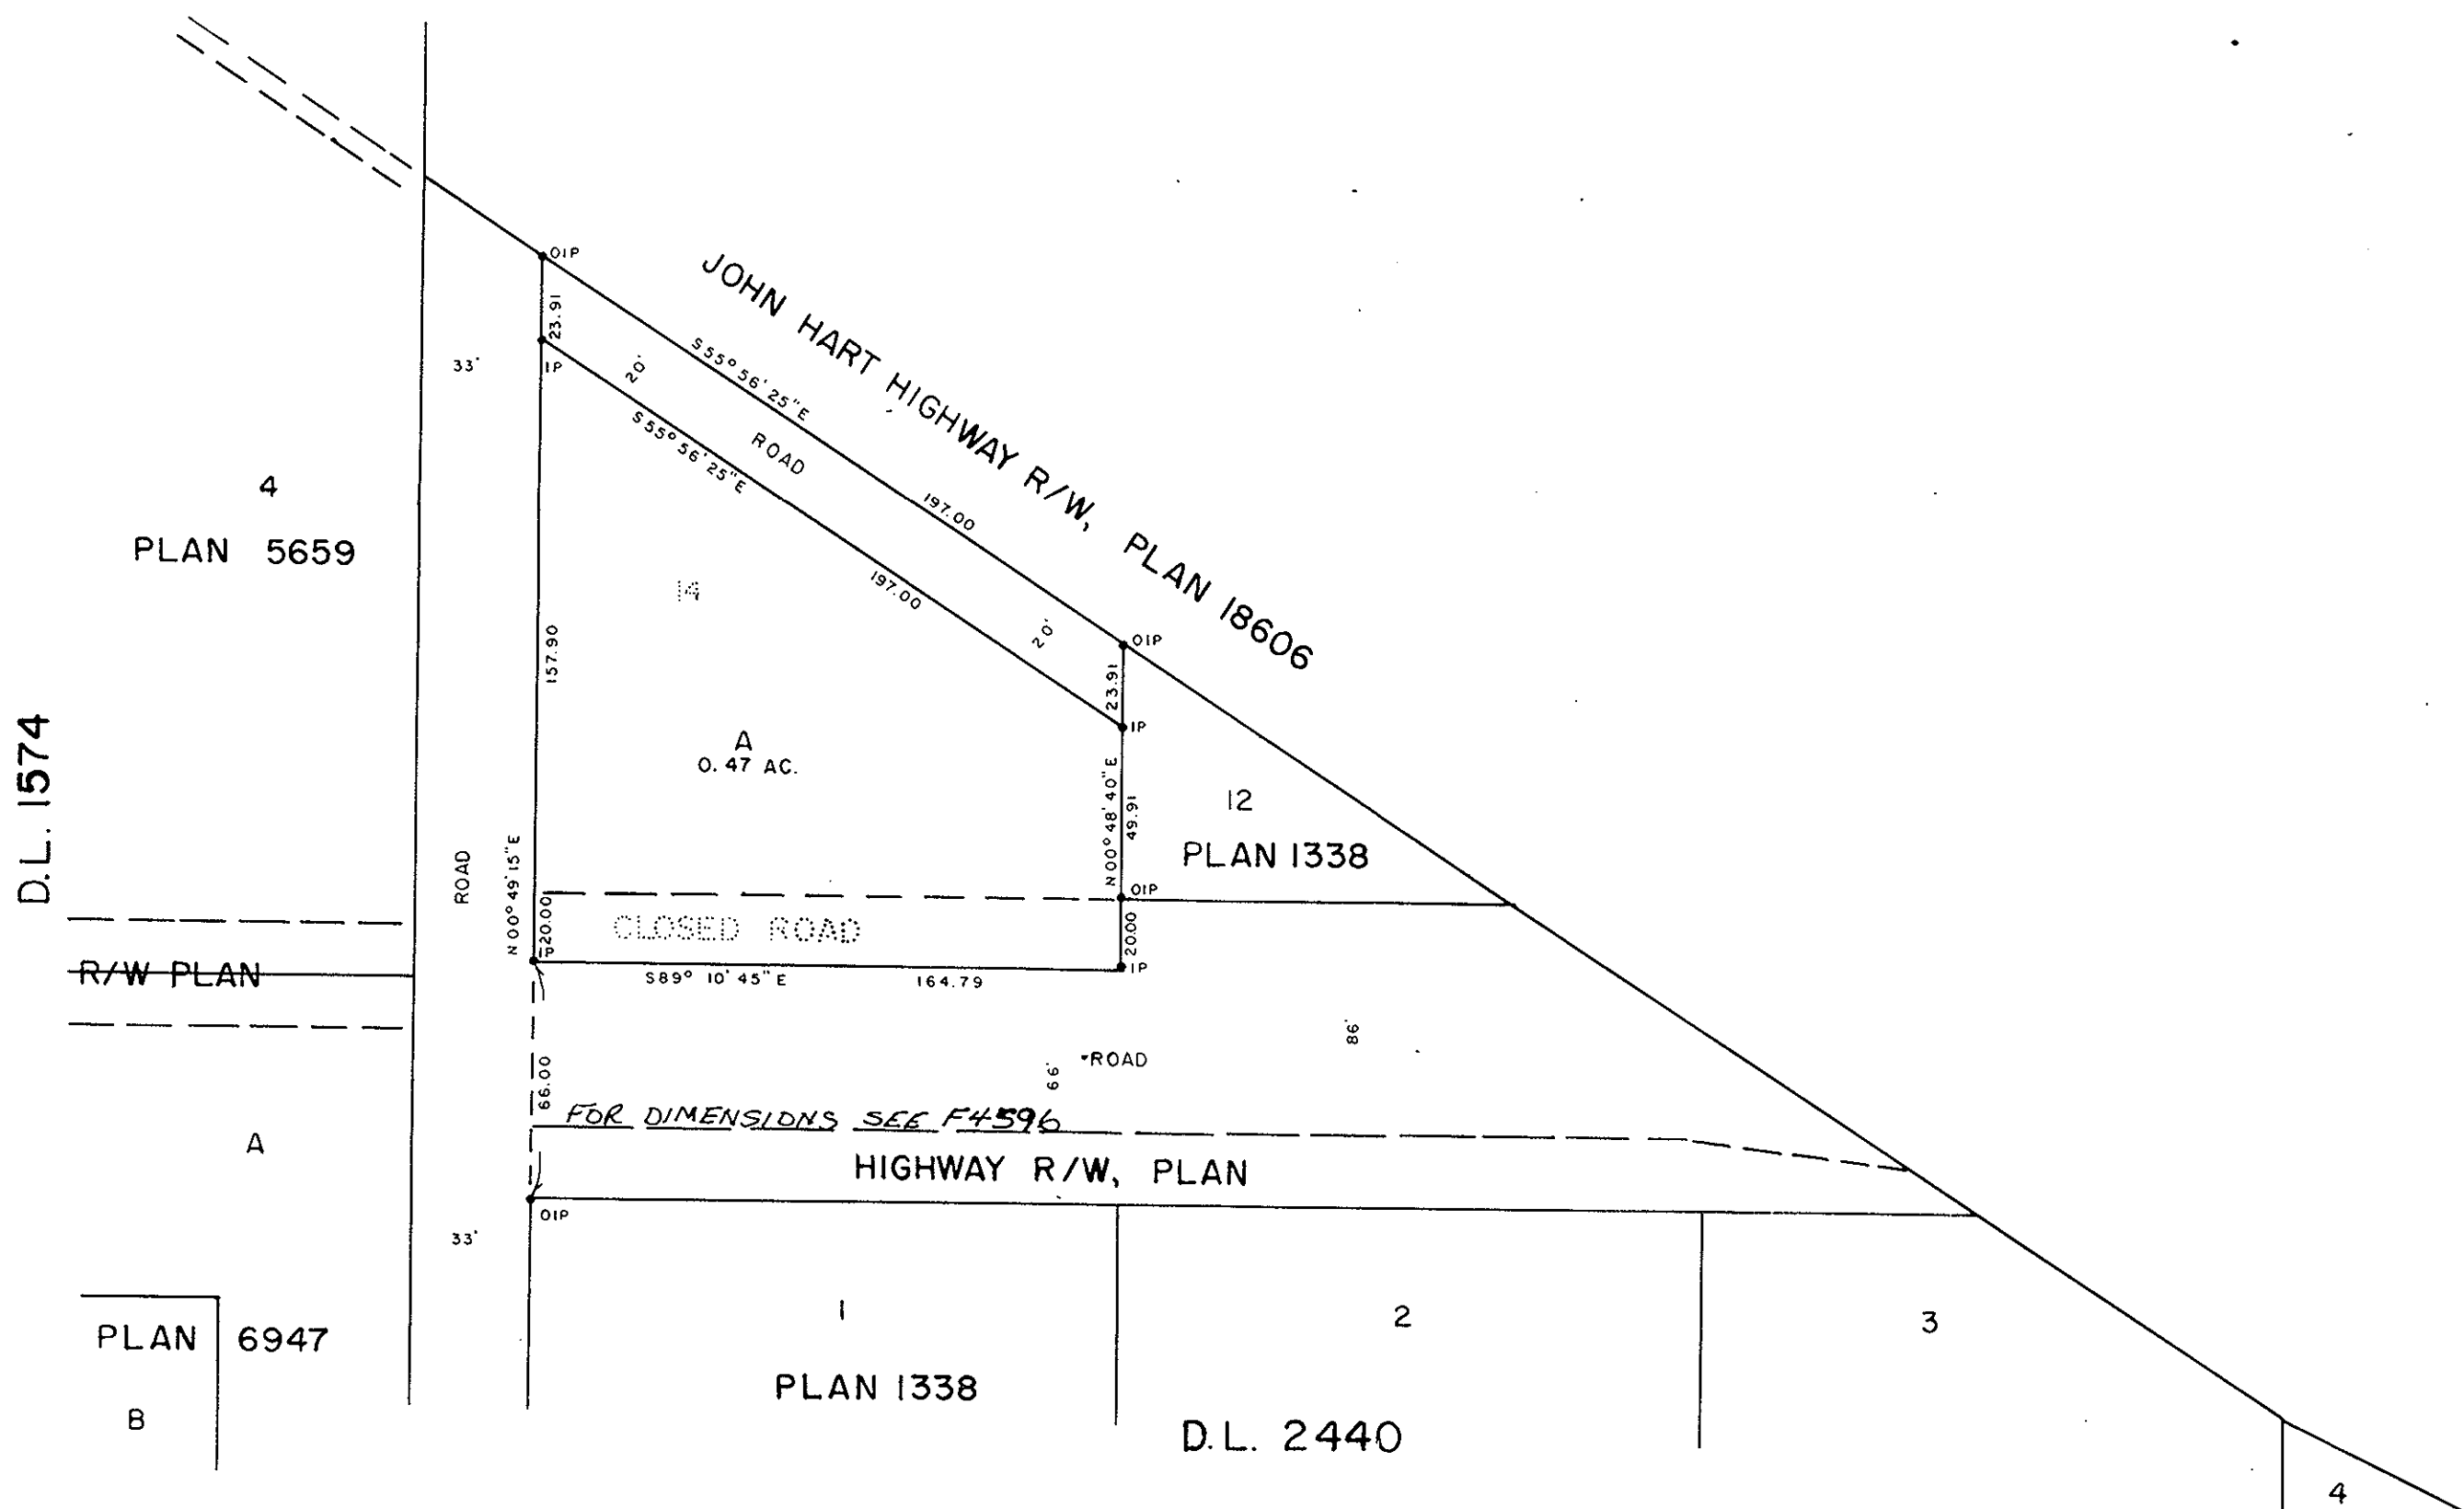 OIP
23.91
JOHN HART HIGHWAY R/W, PLAN 18606
33'
IP
20'
S55° 56' 25"E
S55° 56' 25"E
ROAD
197.00
197.00
4
PLAN 5659
14
157.90
20'
OIP
23.91
IP
A
0.47 AC.
N00° 48' 40"E
49.91
12
PLAN 1338
D.L. 1574
ROAD
N00° 49' 15"E
20.00
OIP
CLOSED ROAD
20.00
IP
IP
R/W PLAN
S89° 10' 45"E
164.79
86'
66'
ROAD
66.00
FOR DIMENSIONS SEE F4596
A
HIGHWAY R/W, PLAN
OIP
33'
1
2
3
PLAN 6947
PLAN 1338
B
D.L. 2440
4